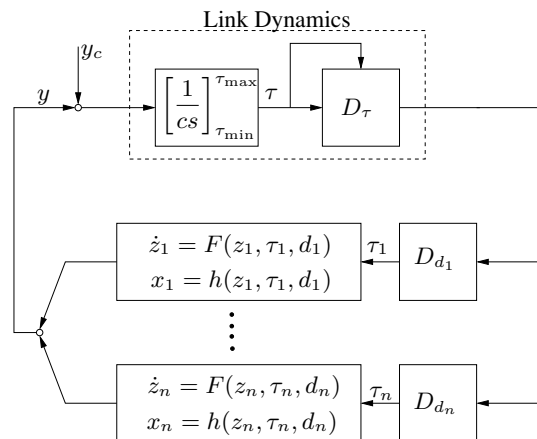 Link Dynamics
y_c
y
[1/cs]^{τ_max}_{τ_min}
τ
D_τ
ż_1 = F(z_1, τ_1, d_1)
x_1 = h(z_1, τ_1, d_1)
τ_1
D_{d_1}
ż_n = F(z_n, τ_n, d_n)
x_n = h(z_n, τ_n, d_n)
τ_n
D_{d_n}